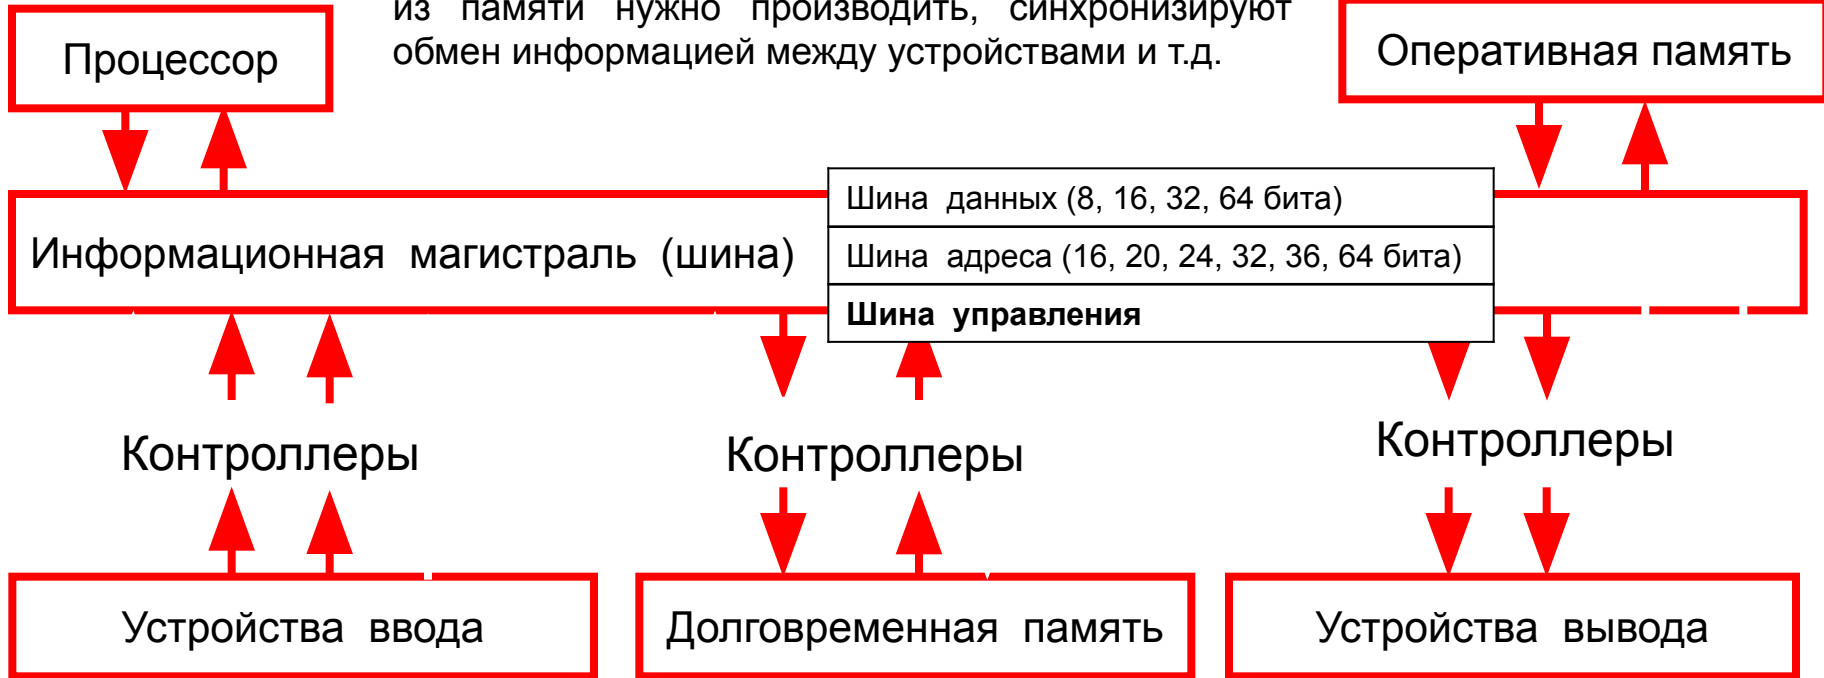 из памяти нужно производить, синхронизируют
обмен информацией между устройствами и т.д.
Процессор
Оперативная память
Информационная магистраль (шина)
Шина данных (8, 16, 32, 64 бита)
Шина адреса (16, 20, 24, 32, 36, 64 бита)
Шина управления
Контроллеры
Контроллеры
Контроллеры
Устройства ввода
Долговременная память
Устройства вывода